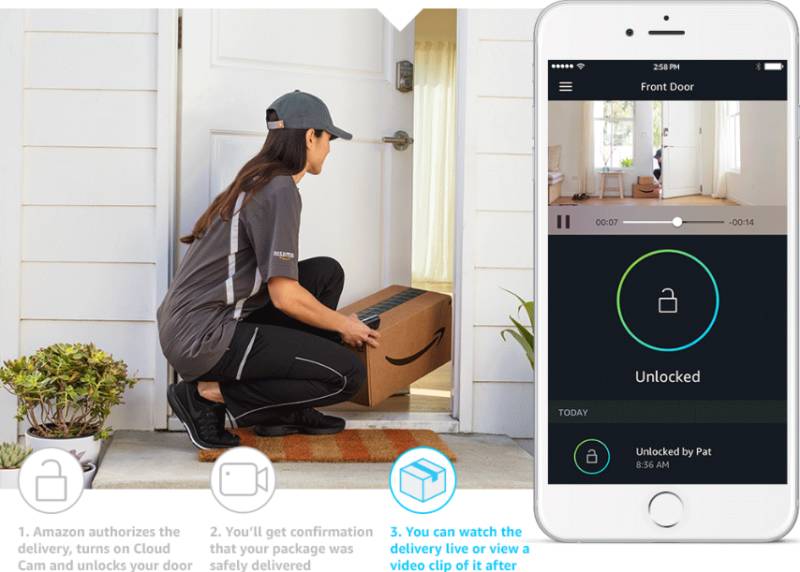 2:58 PM
Front Door
00:07
-00:14
Unlocked
TODAY
Unlocked by Pat
8:36 AM
1. Amazon authorizes the
delivery, turns on Cloud
Cam and unlocks your door
2. You'll get confirmation
that your package was
safely delivered
3. You can watch the
delivery live or view a
video clip of it after